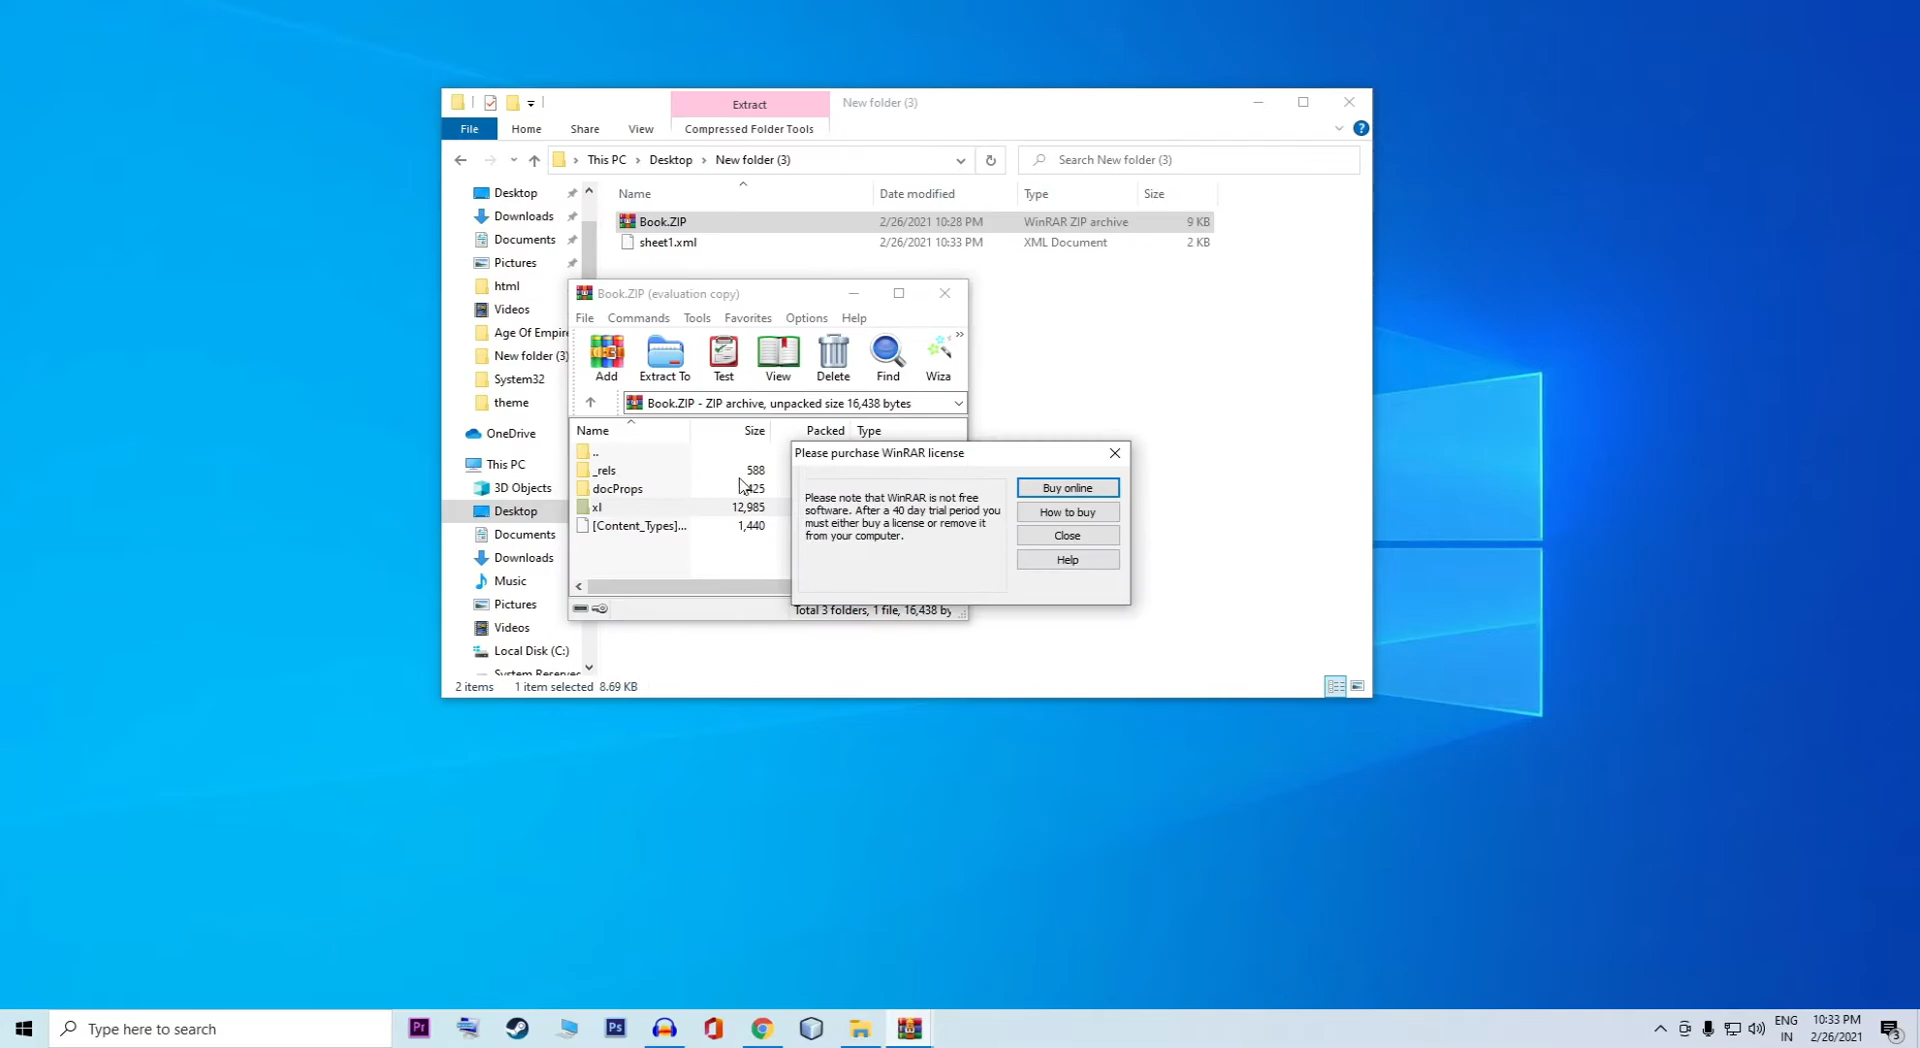 Extract
New folder (3)
File
Home
Share
View
Compressed Folder Tools
This PC
Desktop
New folder (3)
Search New folder (3)
Name
Date modified
Type
Size
Book.ZIP
2/26/2021 10:28 PM
WinRAR ZIP archive
9 KB
sheet1.xml
2/26/2021 10:33 PM
XML Document
2 KB
Desktop
Downloads
Documents
Pictures
html
Videos
Age Of Empire
New folder (3)
System32
theme
OneDrive
This PC
3D Objects
Desktop
Documents
Downloads
Music
Pictures
Videos
Local Disk (C:)
System Reserve
2 items
1 item selected 8.69 KB
Book.ZIP (evaluation copy)
File
Commands
Tools
Favorites
Options
Help
Add
Extract To
Test
View
Delete
Find
Wiza
Book.ZIP - ZIP archive, unpacked size 16,438 bytes
Name
Size
Packed
Type
..
_rels
588
docProps
425
xl
12,985
[Content_Types]...
1,440
Total 3 folders, 1 file, 16,438 by
Please purchase WinRAR license
Please note that WinRAR is not free
software. After a 40 day trial period you
must either buy a license or remove it
from your computer.
Buy online
How to buy
Close
Help
Type here to search
Pr
Ps
ENG
IN
10:33 PM
2/26/2021
3